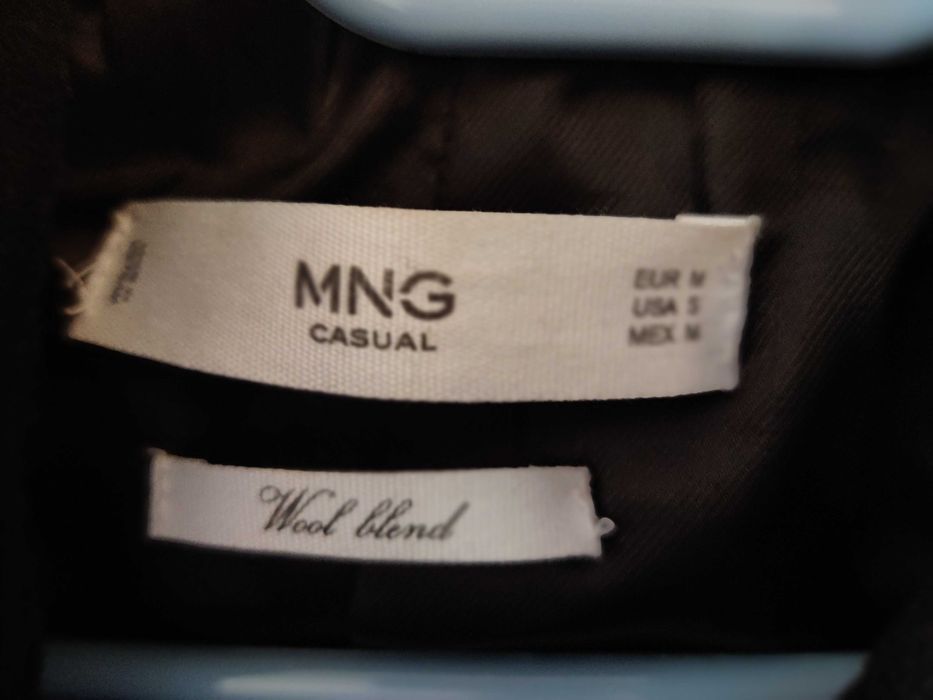 MNG
CASUAL
EUR M
USA S
MEX M
Wool blend